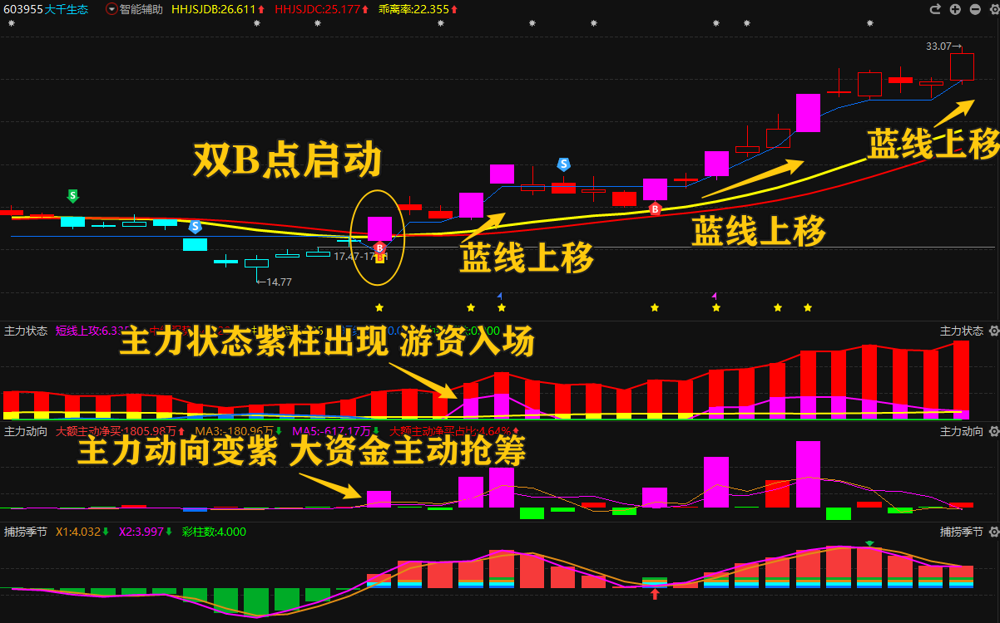 603955 大千生态 智能辅助 HHJSJDB:26.611 HHJSJDC:25.177 乖离率:22.355
33.07→
双B点启动
蓝线上移
S
S
S
B
蓝线上移
B
B
17.47-17.
蓝线上移
←14.77
主力状态 短线上攻:6.33 主力状态
主力状态紫柱出现 游资入场
主力动向 大额主动净买:1805.98万 MA3:-180.96万 MA5:-617.17万 大额主动净买占比:4.64% 主力动向
主力动向变紫 大资金主动抢筹
捕捞季节 X1:4.032 X2:3.997 彩柱数:4.000 捕捞季节